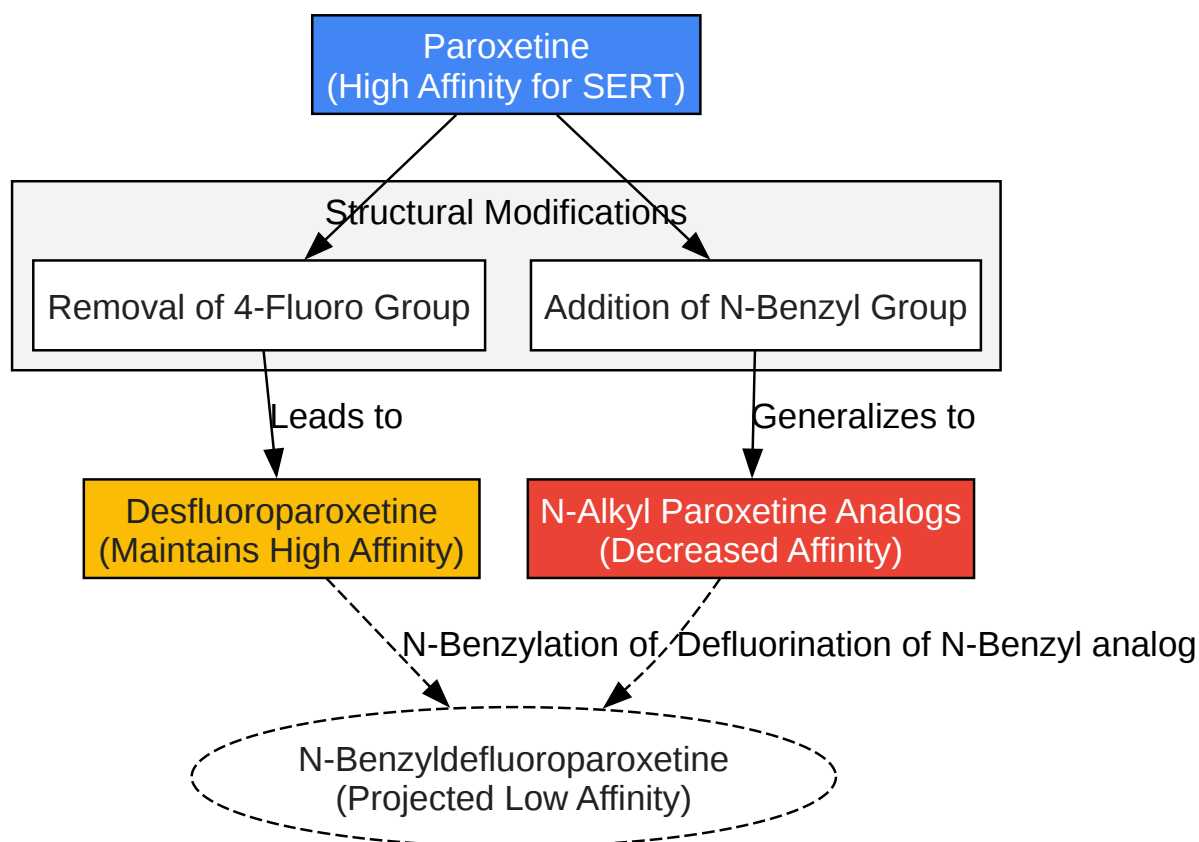 Paroxetine
(High Affinity for SERT)
Structural Modifications
Removal of 4-Fluoro Group
Addition of N-Benzyl Group
Leads to
Generalizes to
Desfluoroparoxetine
(Maintains High Affinity)
N-Alkyl Paroxetine Analogs
(Decreased Affinity)
N-Benzylation of
Defluorination of N-Benzyl analog
N-Benzyldefluoroparoxetine
(Projected Low Affinity)